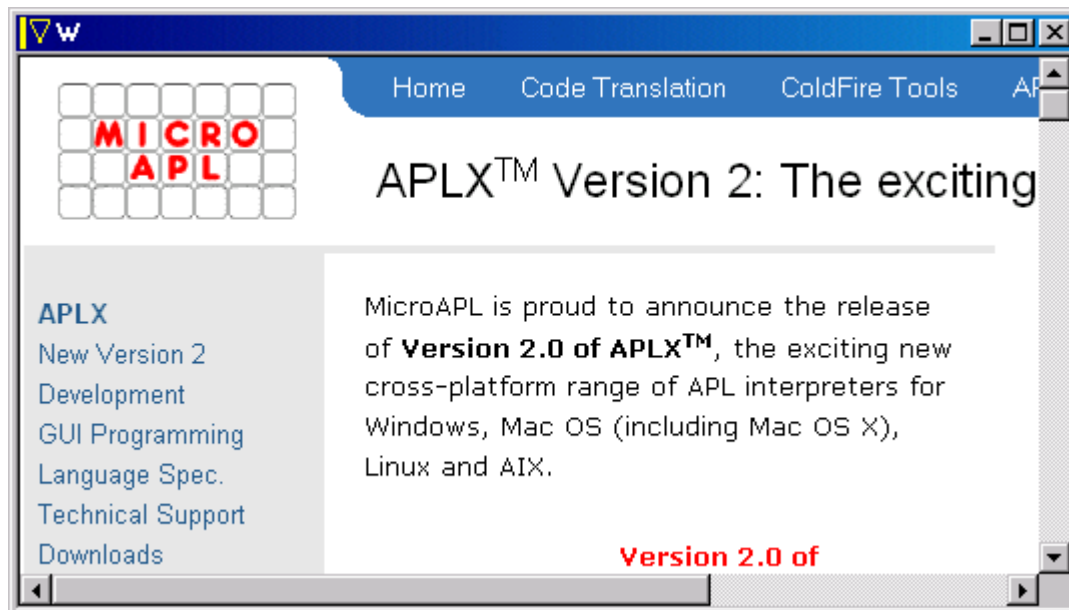 W
Home Code Translation ColdFire Tools AP
MICRO
APL
APLX™ Version 2: The exciting
APLX
New Version 2
Development
GUI Programming
Language Spec.
Technical Support
Downloads
MicroAPL is proud to announce the release
of Version 2.0 of APLX™, the exciting new
cross-platform range of APL interpreters for
Windows, Mac OS (including Mac OS X),
Linux and AIX.
Version 2.0 of